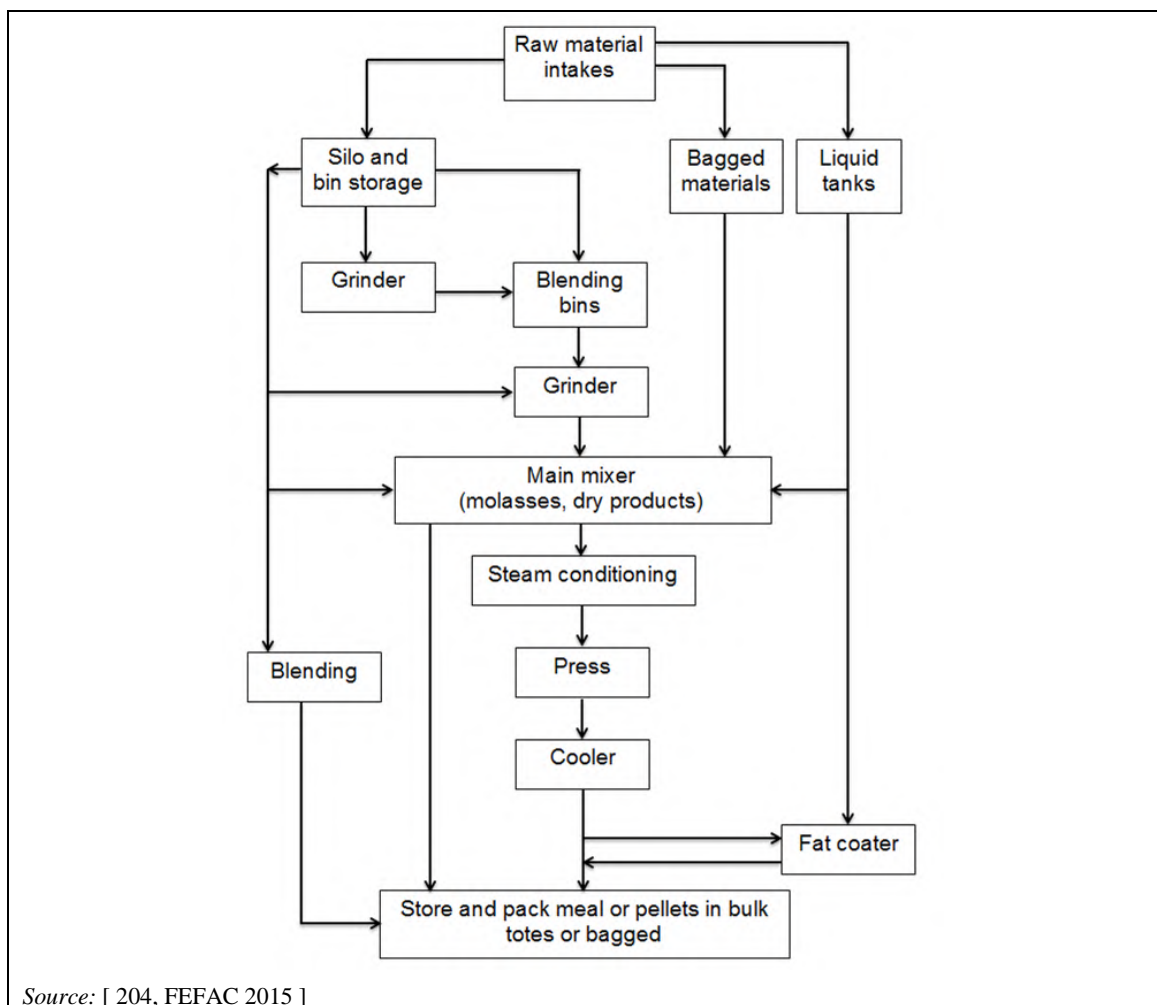 Raw material
intakes
Silo and
bin storage
Bagged
materials
Liquid
tanks
Grinder
Blending
bins
Grinder
Main mixer
(molasses, dry products)
Steam conditioning
Press
Blending
Cooler
Fat coater
Store and pack meal or pellets in bulk
totes or bagged
Source: [ 204, FEFAC 2015 ]